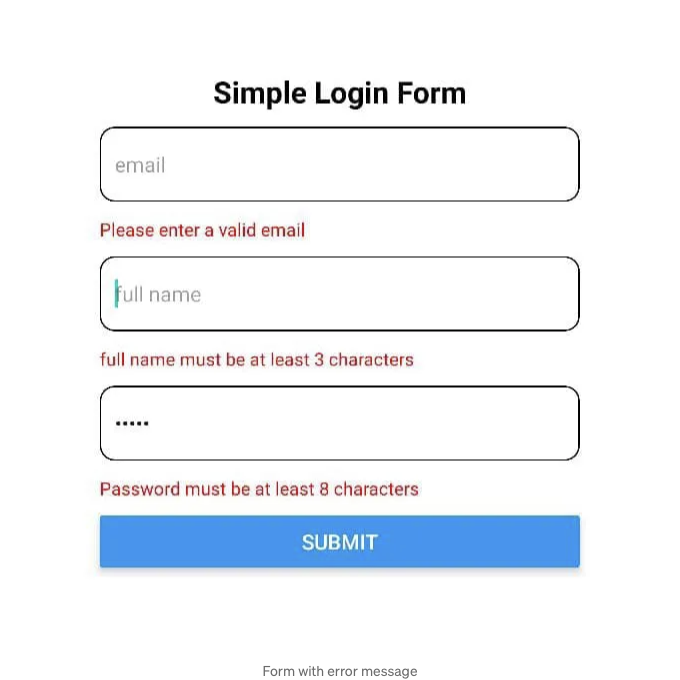 Simple Login Form
email
Please enter a valid email
full name
full name must be at least 3 characters
•••••
Password must be at least 8 characters
SUBMIT
Form with error message